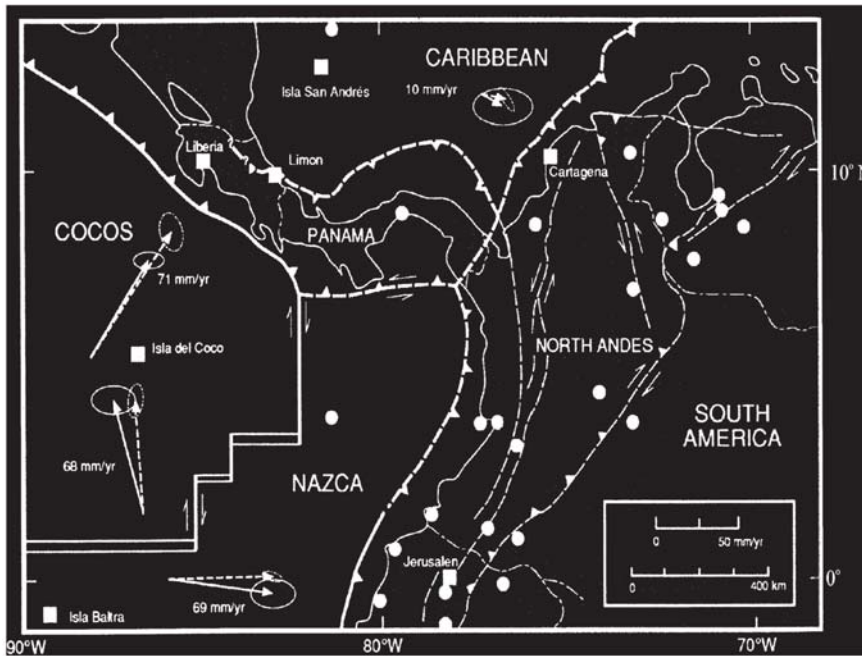 CARIBBEAN
Isla San Andrés
10 mm/yr
Liberia
Limon
Cartagena
10°N
COCOS
PANAMA
71 mm/yr
Isla del Coco
NORTH ANDES
SOUTH
AMERICA
68 mm/yr
NAZCA
0 50 mm/yr
Jerusalen
0 400 km
0°
69 mm/yr
Isla Baltra
90°W 80°W 70°W